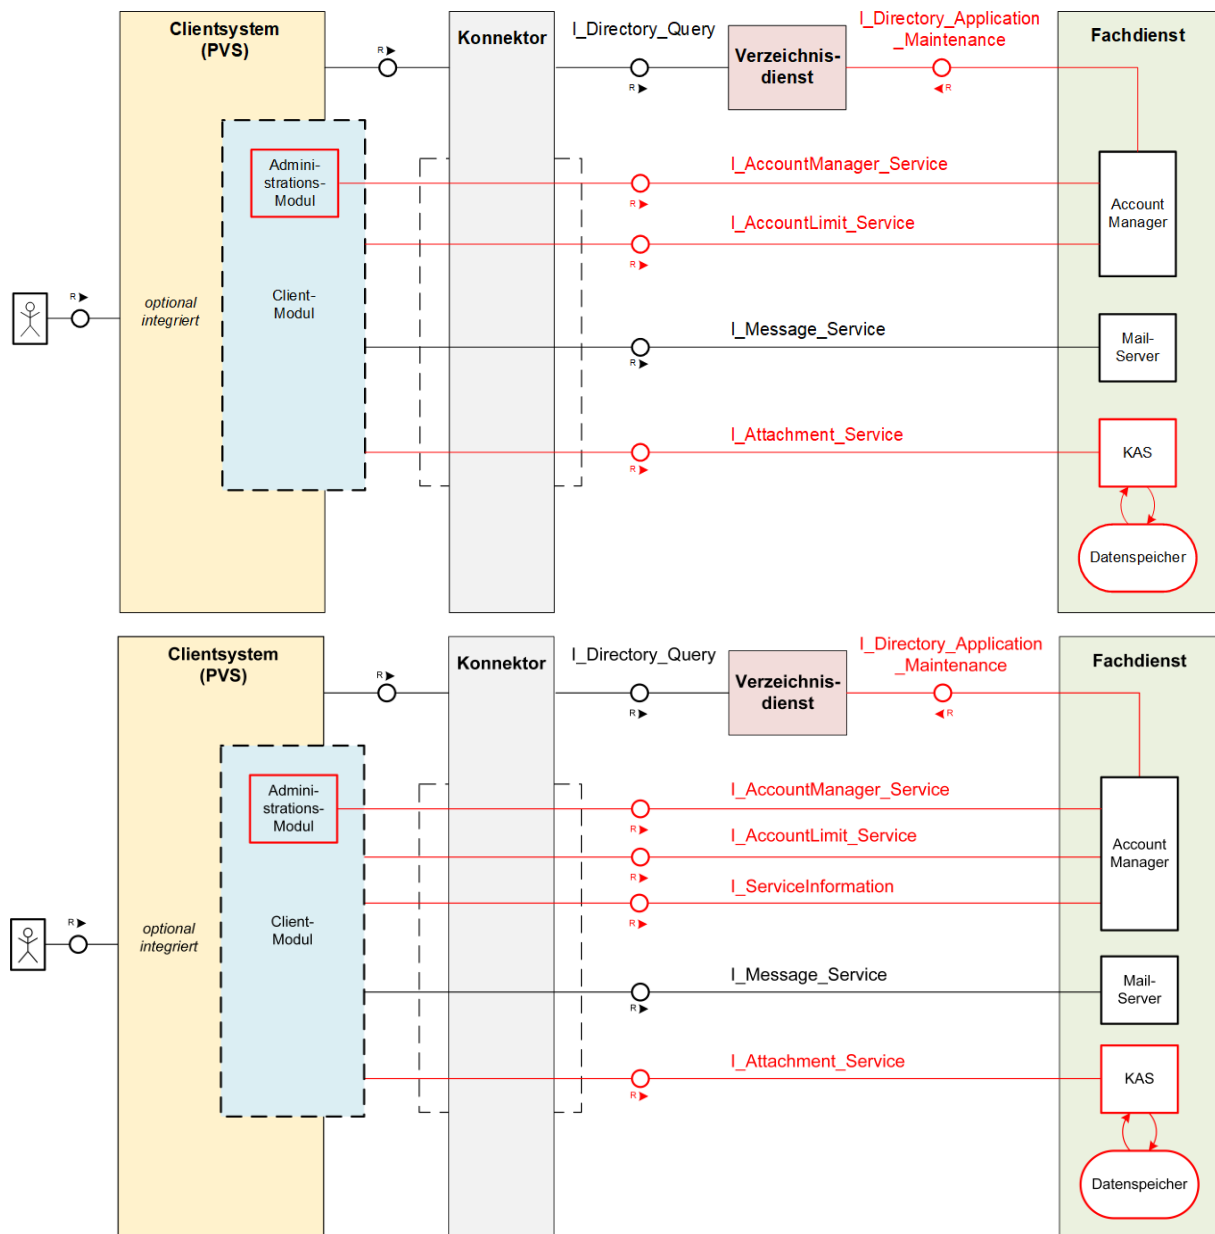 Clientsystem
(PVS)
Konnektor
I_Directory_Query
Verzeichnis-
dienst
I_Directory_Application
_Maintenance
Fachdienst
R
R
R
Admini-
strations-
Modul
I_AccountManager_Service
R
Account
Manager
I_AccountLimit_Service
R
R
optional
integriert
Client-
Modul
I_Message_Service
R
Mail-
Server
I_Attachment_Service
R
KAS
Datenspeicher
Clientsystem
(PVS)
Konnektor
I_Directory_Query
Verzeichnis-
dienst
I_Directory_Application
_Maintenance
Fachdienst
R
R
R
Admini-
strations-
Modul
I_AccountManager_Service
R
I_AccountLimit_Service
R
Account
Manager
I_ServiceInformation
R
R
optional
integriert
Client-
Modul
I_Message_Service
R
Mail-
Server
I_Attachment_Service
R
KAS
Datenspeicher